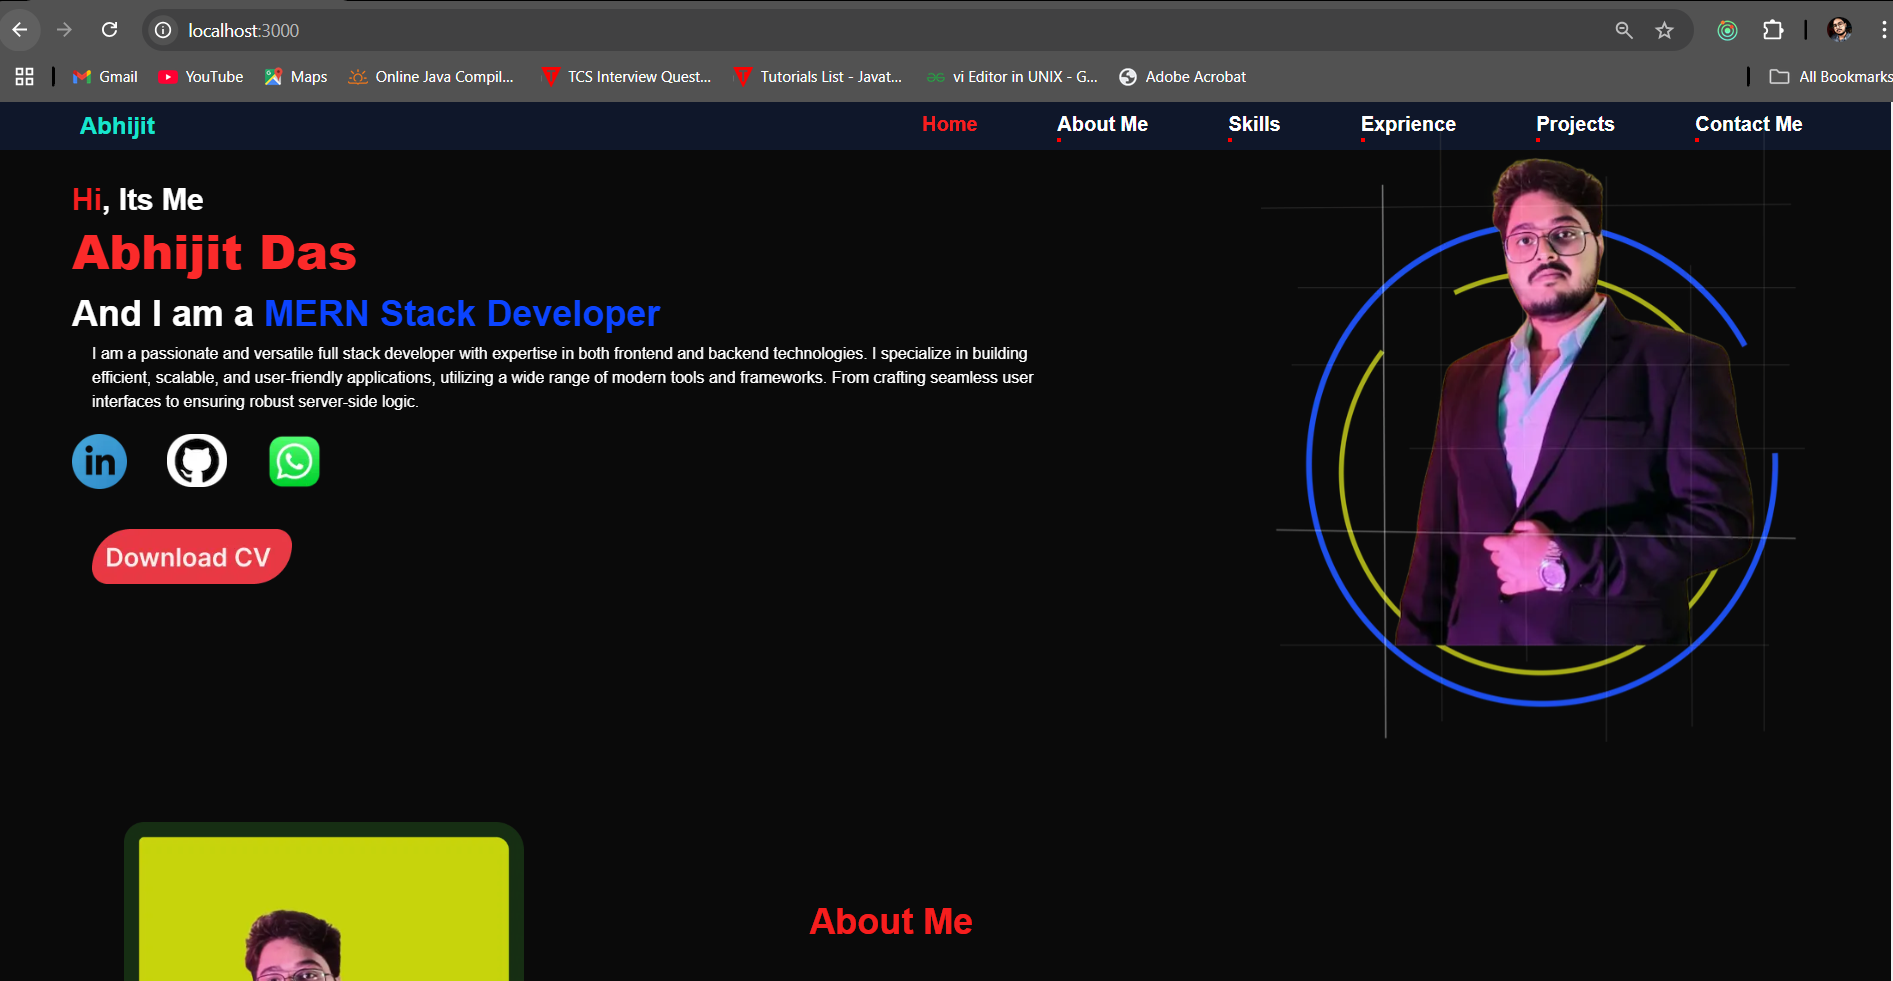 localhost:3000
Gmail YouTube Maps Online Java Compil... TCS Interview Quest... Tutorials List - Javat... vi Editor in UNIX - G... Adobe Acrobat All Bookmarks
Abhijit Home About Me Skills Exprience Projects Contact Me
Hi, Its Me
Abhijit Das
And I am a MERN Stack Developer
I am a passionate and versatile full stack developer with expertise in both frontend and backend technologies. I specialize in building
efficient, scalable, and user-friendly applications, utilizing a wide range of modern tools and frameworks. From crafting seamless user
interfaces to ensuring robust server-side logic.
in
Download CV
About Me